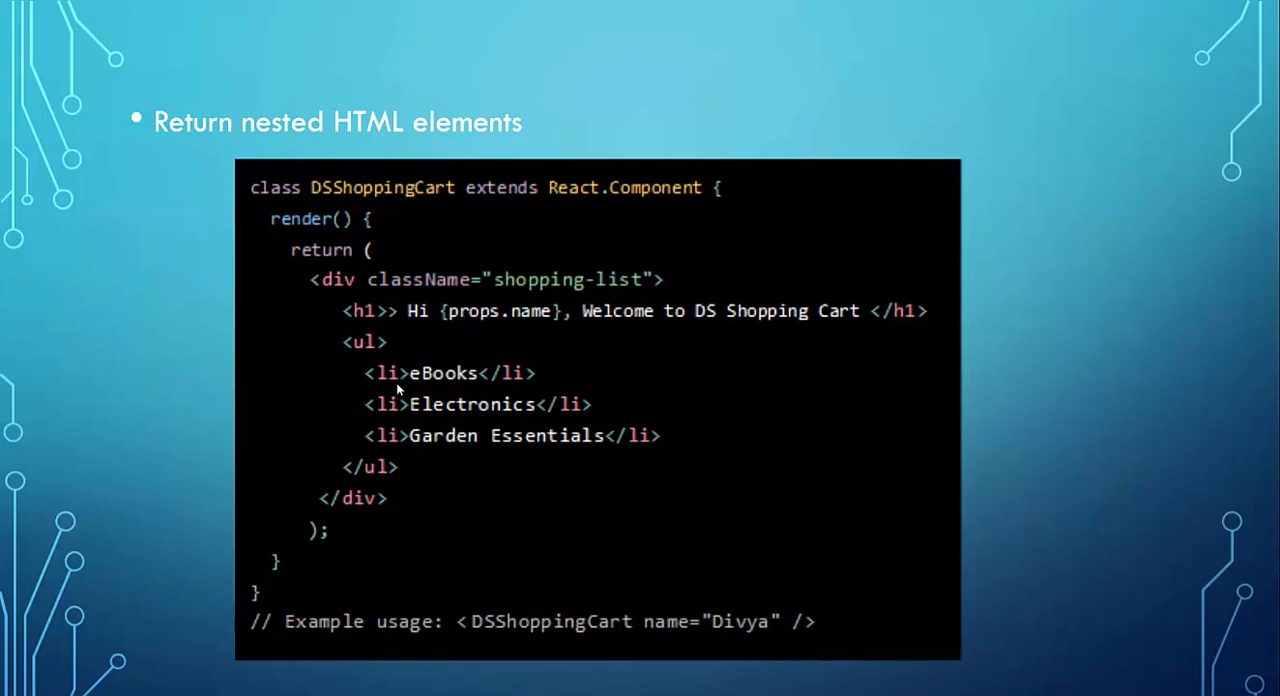 • Return nested HTML elements
class DSShoppingCart extends React.Component {
render() {
return (
<div className="shopping-list">
<h1>> Hi {props.name}, Welcome to DS Shopping Cart </h1>
<ul>
<li>eBooks</li>
<li>Electronics</li>
<li>Garden Essentials</li>
</ul>
</div>
);
}
}
// Example usage: <DSShoppingCart name="Divya" />